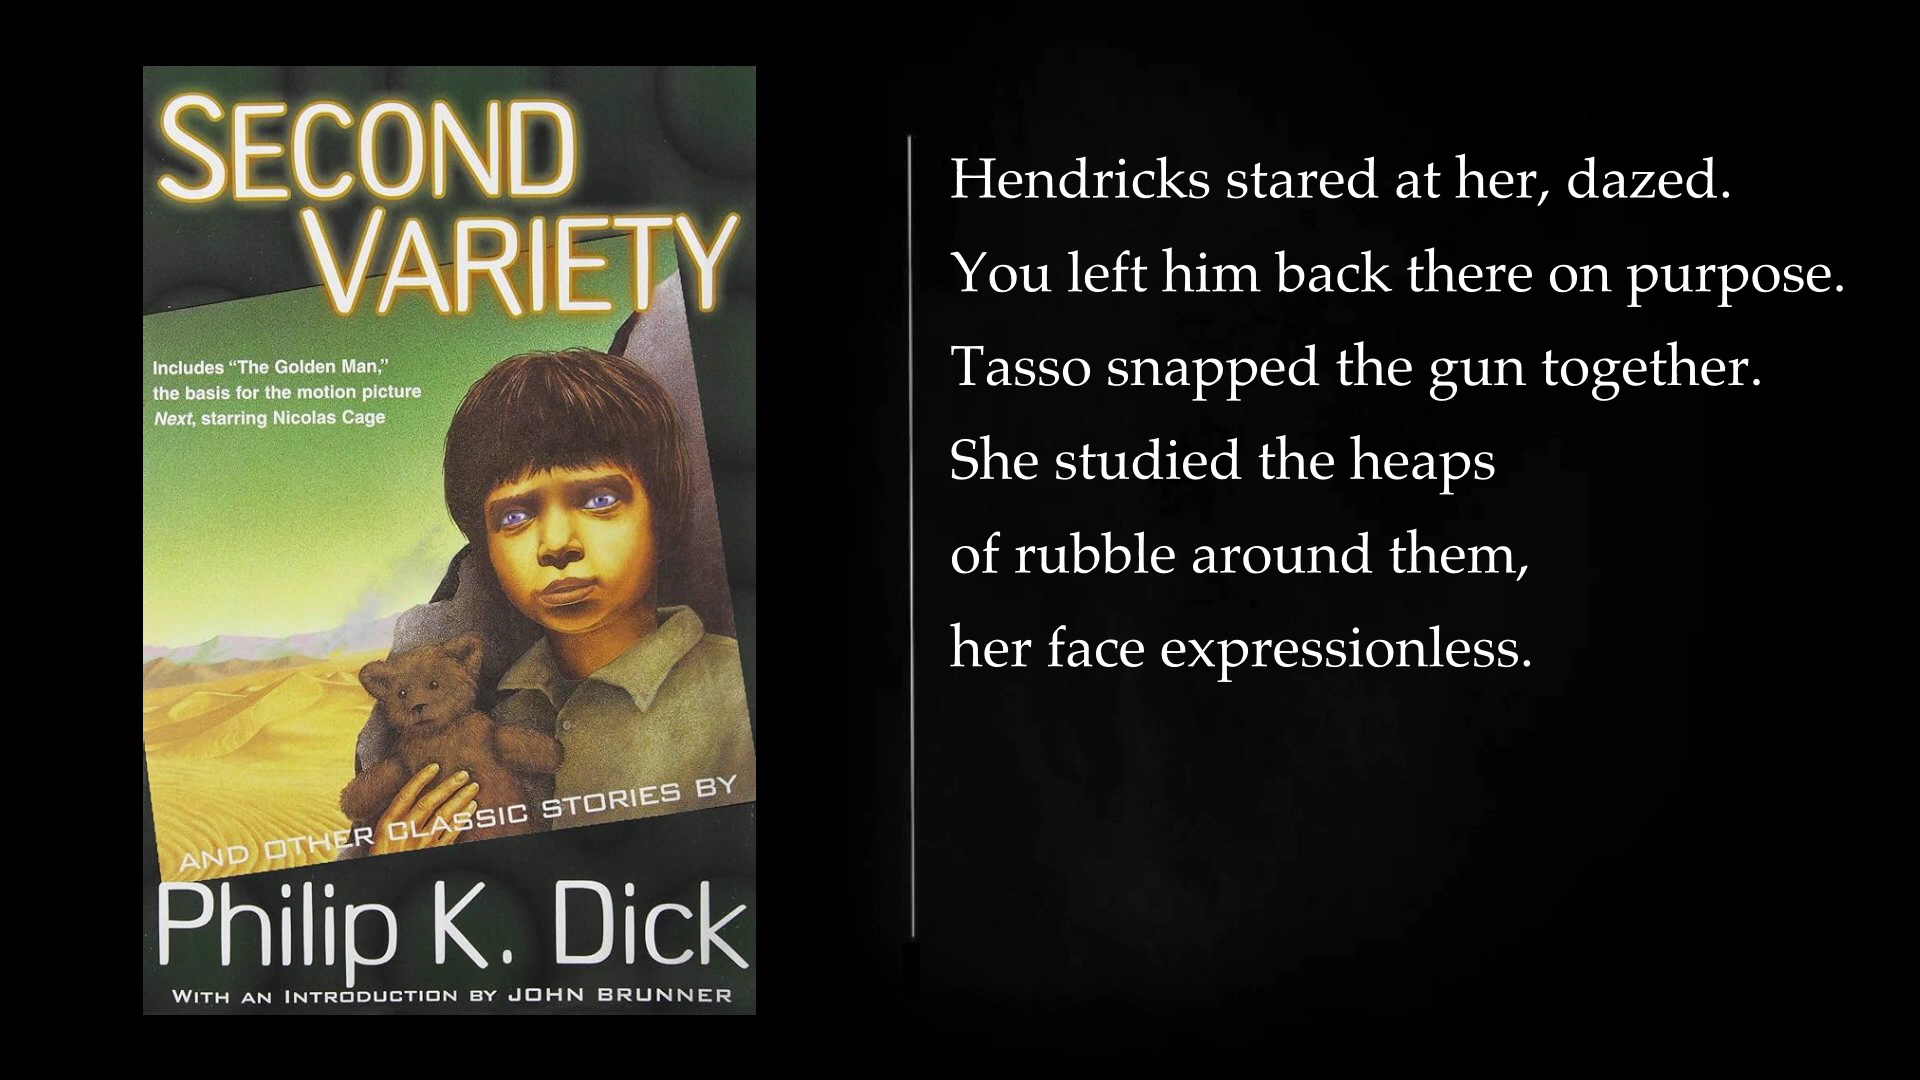 SECOND
VARIETY
Includes “The Golden Man,”
the basis for the motion picture
Next, starring Nicolas Cage
AND OTHER CLASSIC STORIES BY
Philip K. Dick
WITH AN INTRODUCTION BY JOHN BRUNNER
Hendricks stared at her, dazed.
You left him back there on purpose.
Tasso snapped the gun together.
She studied the heaps
of rubble around them,
her face expressionless.